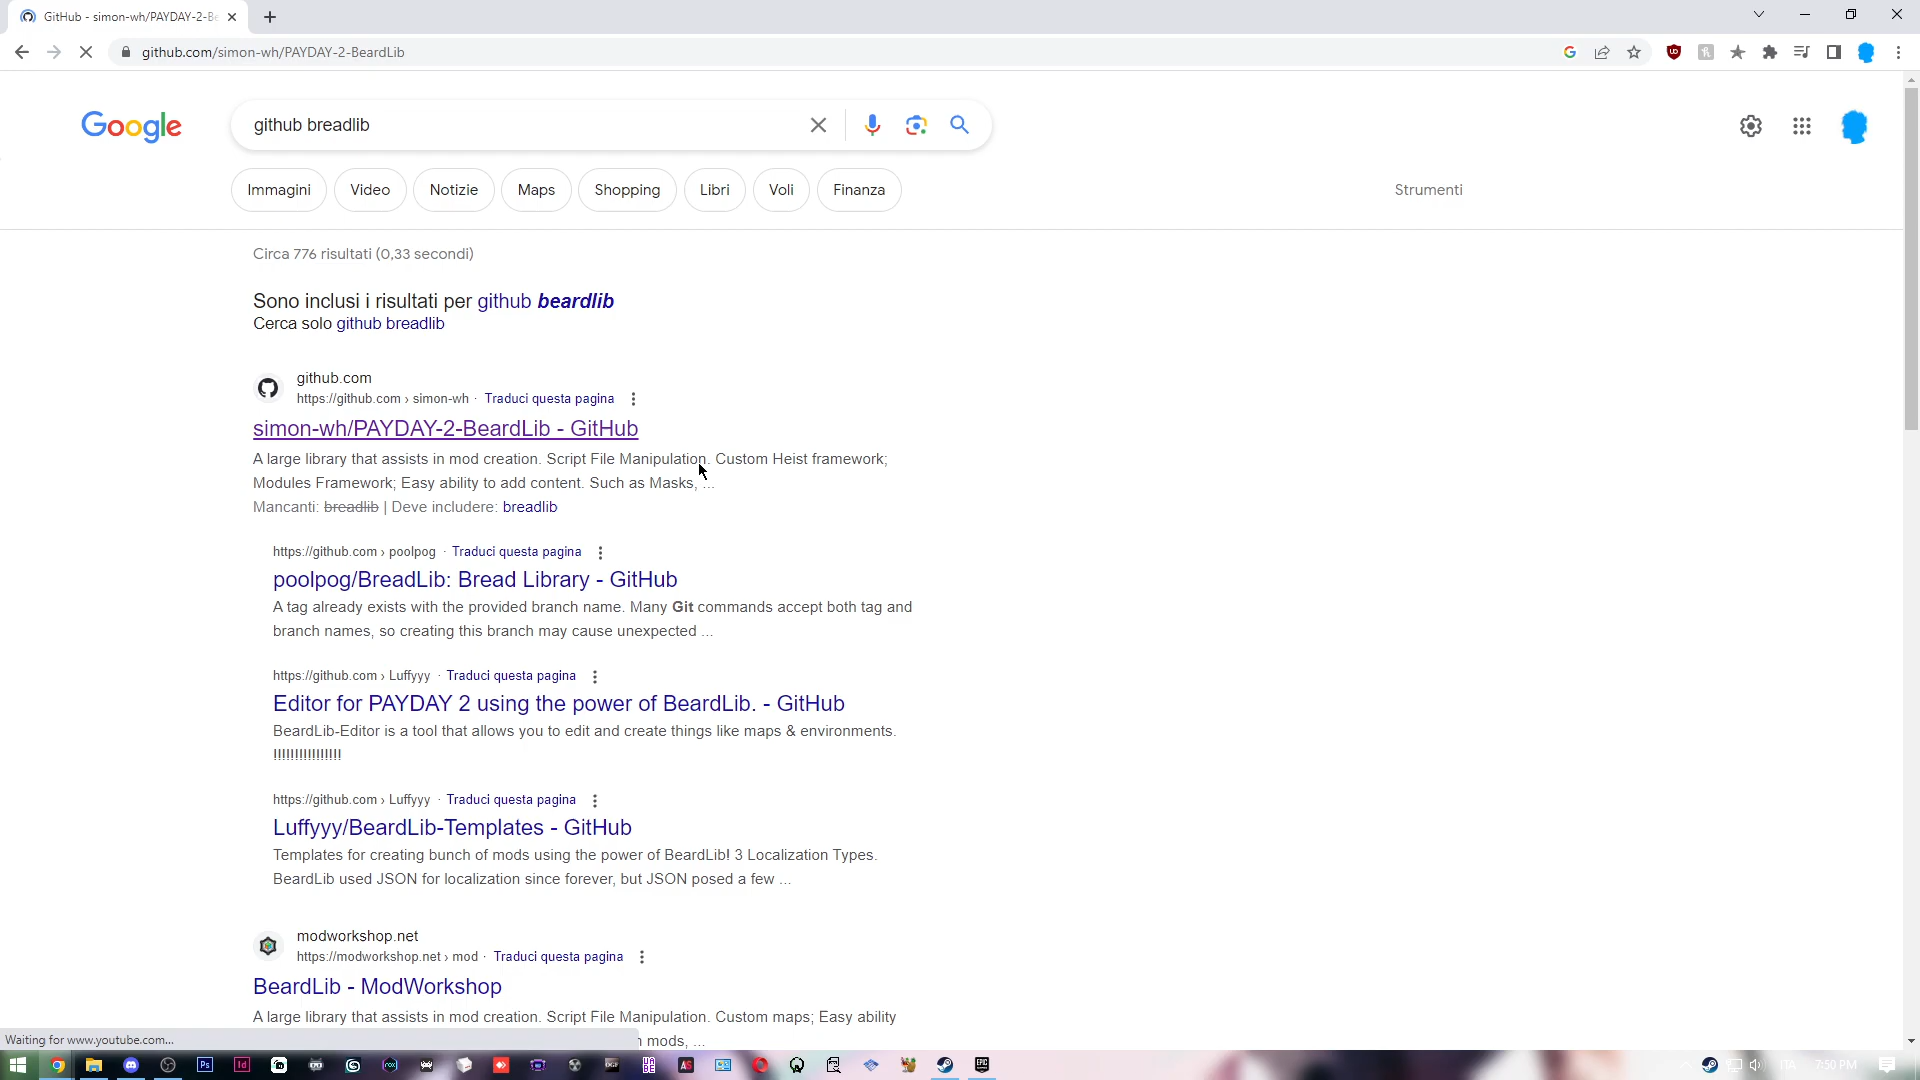 GitHub - simon-wh/PAYDAY-2-Be
github.com/simon-wh/PAYDAY-2-BeardLib
Google
github breadlib
Immagini
Video
Notizie
Maps
Shopping
Libri
Voli
Finanza
Strumenti
Circa 776 risultati (0,33 secondi)
Sono inclusi i risultati per github beardlib
Cerca solo github breadlib
github.com
https://github.com › simon-wh · Traduci questa pagina
simon-wh/PAYDAY-2-BeardLib - GitHub
A large library that assists in mod creation. Script File Manipulation. Custom Heist framework;
Modules Framework; Easy ability to add content. Such as Masks, ...
Mancanti: breadlib | Deve includere: breadlib
https://github.com › poolpog · Traduci questa pagina
poolpog/BreadLib: Bread Library - GitHub
A tag already exists with the provided branch name. Many Git commands accept both tag and
branch names, so creating this branch may cause unexpected ...
https://github.com › Luffyyy · Traduci questa pagina
Editor for PAYDAY 2 using the power of BeardLib. - GitHub
BeardLib-Editor is a tool that allows you to edit and create things like maps & environments.
!!!!!!!!!!!!!!!!
https://github.com › Luffyyy · Traduci questa pagina
Luffyyy/BeardLib-Templates - GitHub
Templates for creating bunch of mods using the power of BeardLib! 3 Localization Types.
BeardLib used JSON for localization since forever, but JSON posed a few ...
modworkshop.net
https://modworkshop.net › mod · Traduci questa pagina
BeardLib - ModWorkshop
A large library that assists in mod creation. Script File Manipulation. Custom maps; Easy ability
mods, ...
Waiting for www.youtube.com...
Ps
Id
EPIC
ITA
7:50 PM